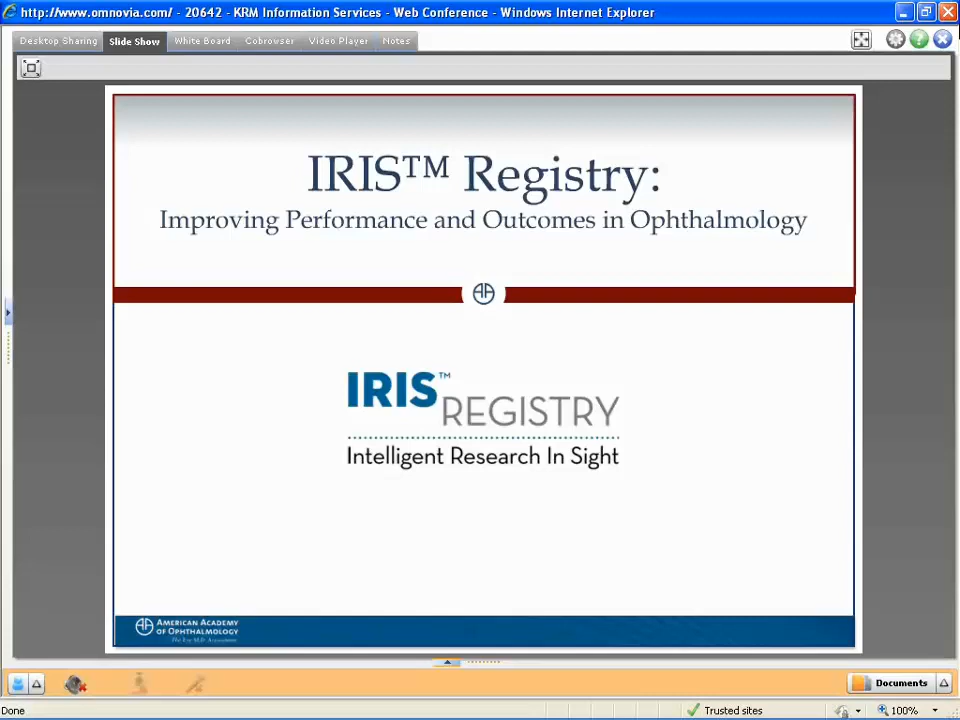 http://www.omnovia.com/ - 20642 - KRM Information Services - Web Conference - Windows Internet Explorer
Desktop Sharing Slide Show White Board Cobrowser Video Player Notes
IRIS™ Registry:
Improving Performance and Outcomes in Ophthalmology
IRIS™
REGISTRY
Intelligent Research In Sight
AMERICAN ACADEMY
OF OPHTHALMOLOGY
Documents
Done Trusted sites 100%